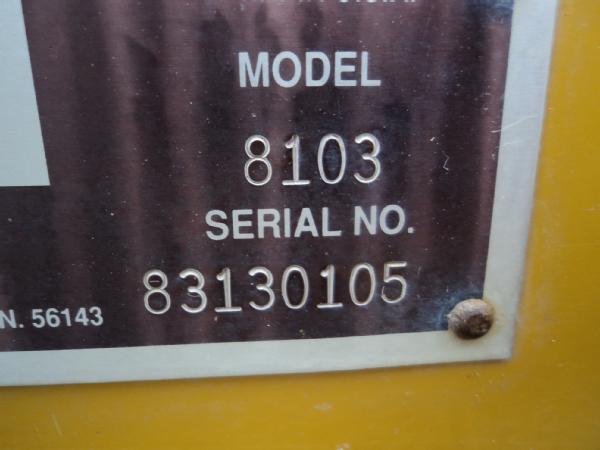 MODEL
8103
SERIAL NO.
83130105
N. 56143